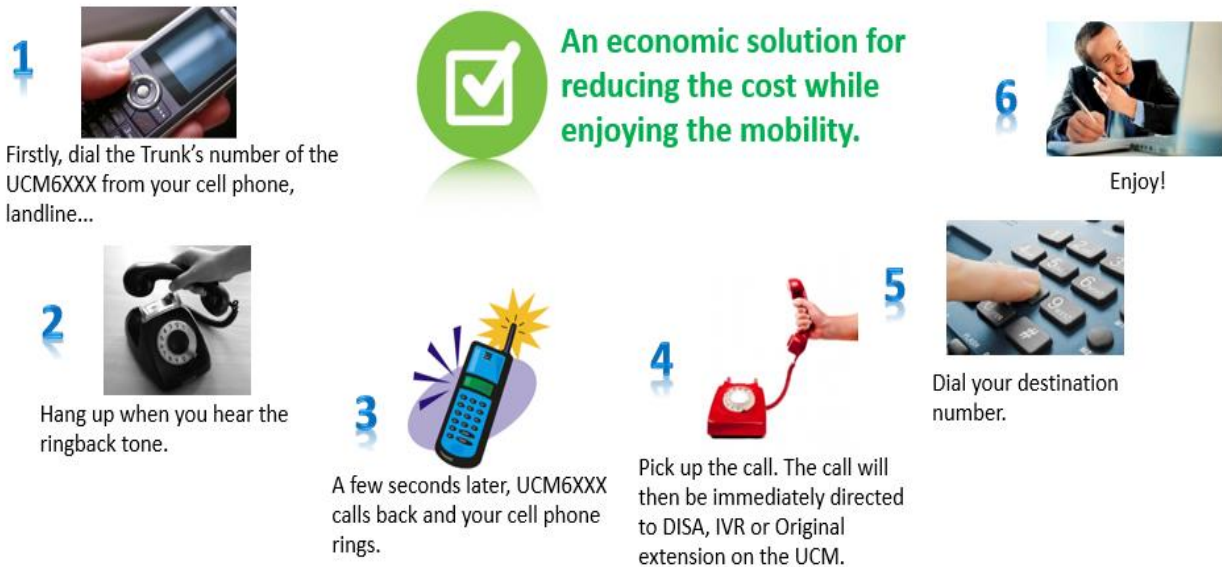 1
Firstly, dial the Trunk's number of the
UCM6XXX from your cell phone,
landline...
2
Hang up when you hear the
ringback tone.
3
A few seconds later, UCM6XXX
calls back and your cell phone
rings.
4
Pick up the call. The call will
then be immediately directed
to DISA, IVR or Original
extension on the UCM.
5
Dial your destination
number.
6
Enjoy!
An economic solution for
reducing the cost while
enjoying the mobility.